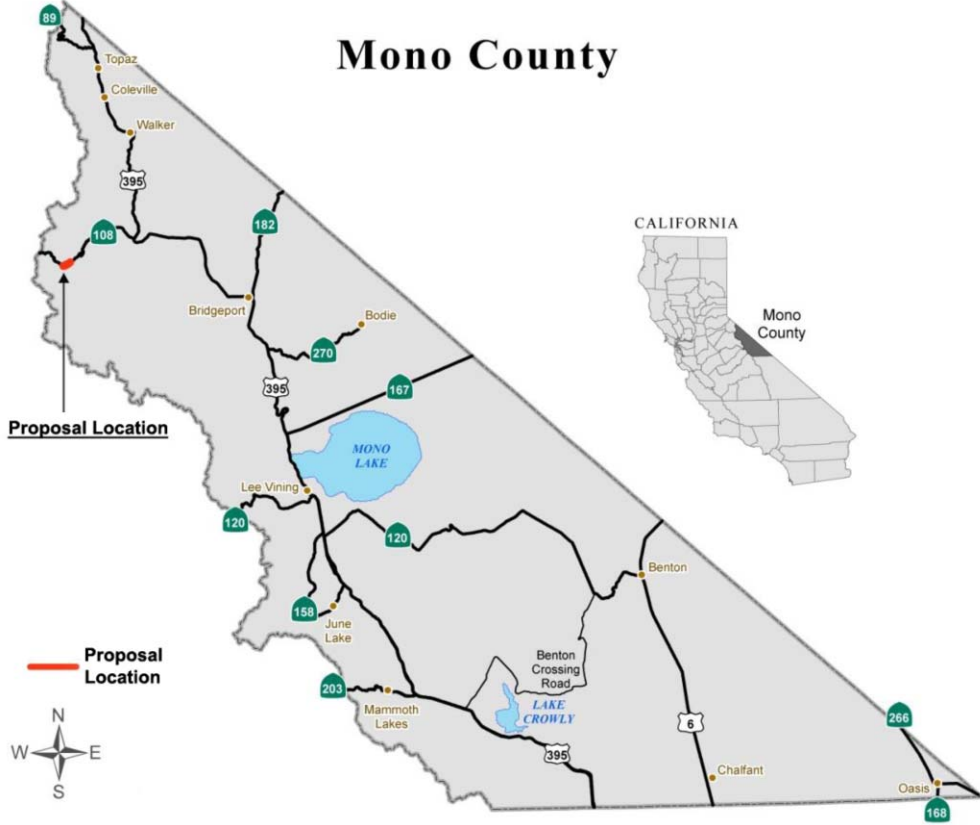 Mono County
89
Topaz
Coleville
Walker
395
108
182
Bridgeport
Bodie
270
395
167
Proposal Location
MONO
LAKE
Lee Vining
120
120
Benton
158
June
Lake
Benton
Crossing
Road
203
Mammoth
Lakes
LAKE
CROWLY
395
6
Chalfant
266
Oasis
168
CALIFORNIA
Mono
County
Proposal
Location
N
W E
S